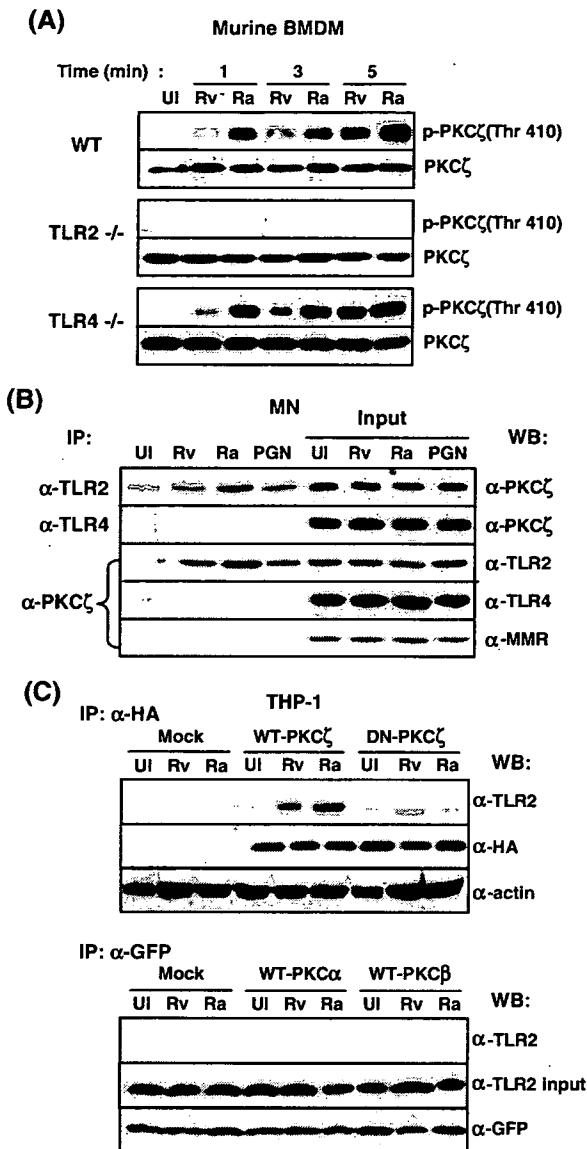 (A)
Murine BMDM
Time (min) : 1 3 5
UI Rv Ra Rv Ra Rv Ra
WT
p-PKCζ(Thr 410)
PKCζ
TLR2 -/-
p-PKCζ(Thr 410)
PKCζ
TLR4 -/-
p-PKCζ(Thr 410)
PKCζ
(B)
MN
Input
IP: UI Rv Ra PGN UI Rv Ra PGN WB:
α-TLR2 α-PKCζ
α-TLR4 α-PKCζ
α-TLR2
α-PKCζ α-TLR4
α-MMR
(C)
THP-1
IP: α-HA
Mock WT-PKCζ DN-PKCζ
UI Rv Ra UI Rv Ra UI Rv Ra WB:
α-TLR2
α-HA
α-actin
IP: α-GFP
Mock WT-PKCα WT-PKCβ
UI Rv Ra UI Rv Ra UI Rv Ra WB:
α-TLR2
α-TLR2 input
α-GFP